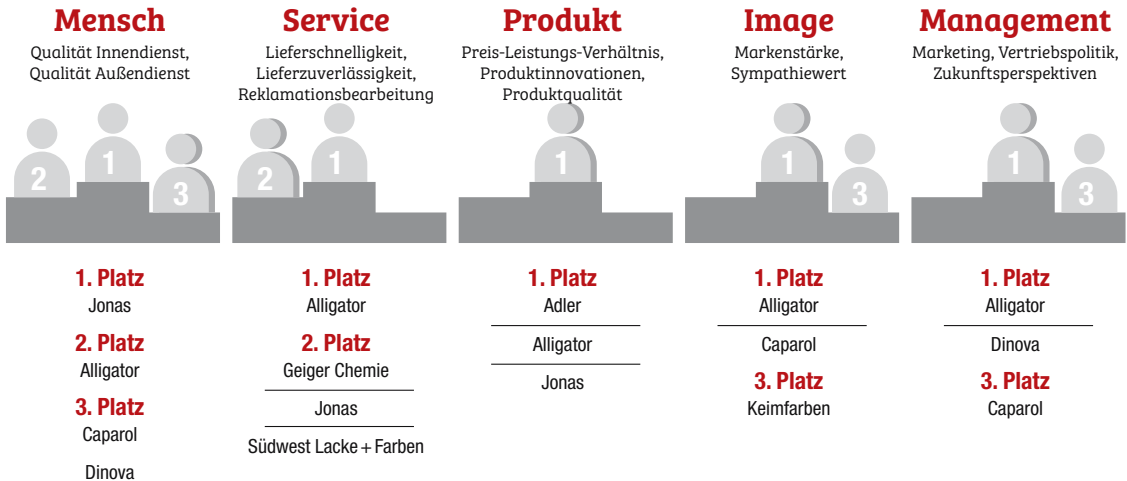 Mensch
Qualität Innendienst,
Qualität Außendienst
2
1
3
1. Platz
Jonas
2. Platz
Alligator
3. Platz
Caparol
Dinova
Service
Lieferschnelligkeit,
Lieferzuverlässigkeit,
Reklamationsbearbeitung
2
1
1. Platz
Alligator
2. Platz
Geiger Chemie
Jonas
Südwest Lacke + Farben
Produkt
Preis-Leistungs-Verhältnis,
Produktinnovationen,
Produktqualität
1
1. Platz
Adler
Alligator
Jonas
Image
Markenstärke,
Sympathiewert
1
3
1. Platz
Alligator
Caparol
3. Platz
Keimfarben
Management
Marketing, Vertriebspolitik,
Zukunftsperspektiven
1
3
1. Platz
Alligator
Dinova
3. Platz
Caparol